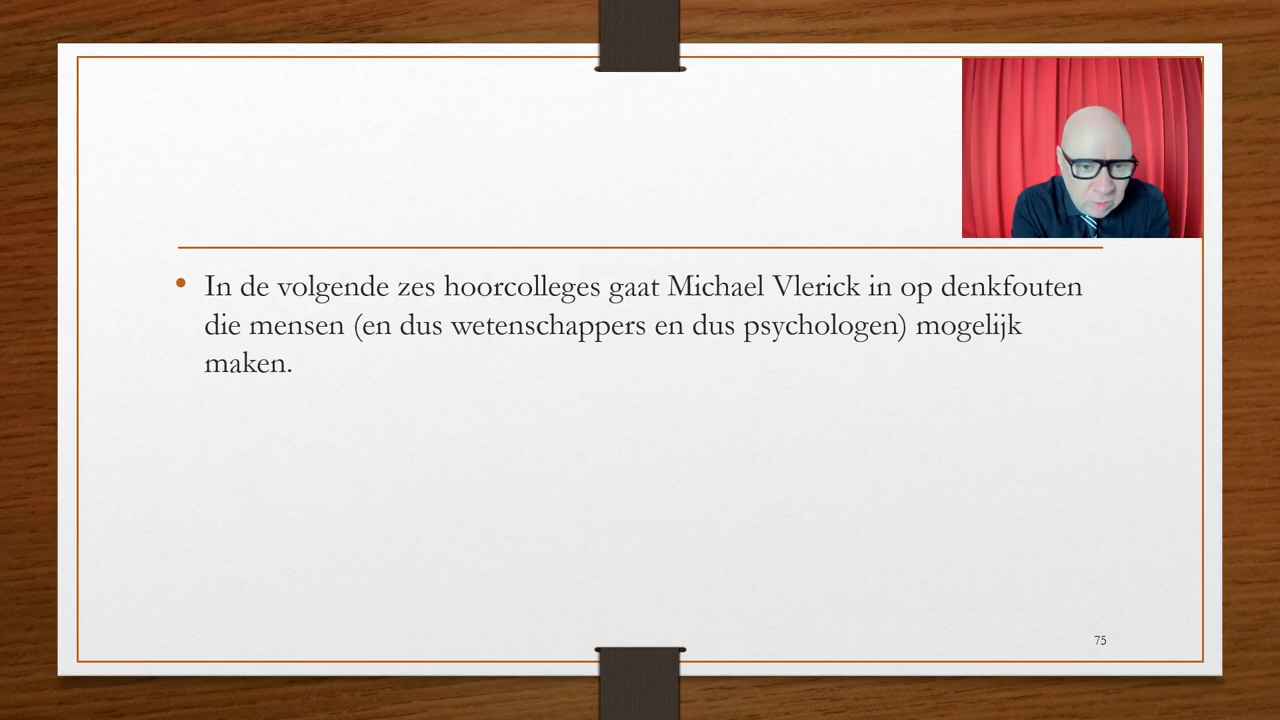 • In de volgende zes hoorcolleges gaat Michael Vlerick in op denkfouten
die mensen (en dus wetenschappers en dus psychologen) mogelijk
maken.
75